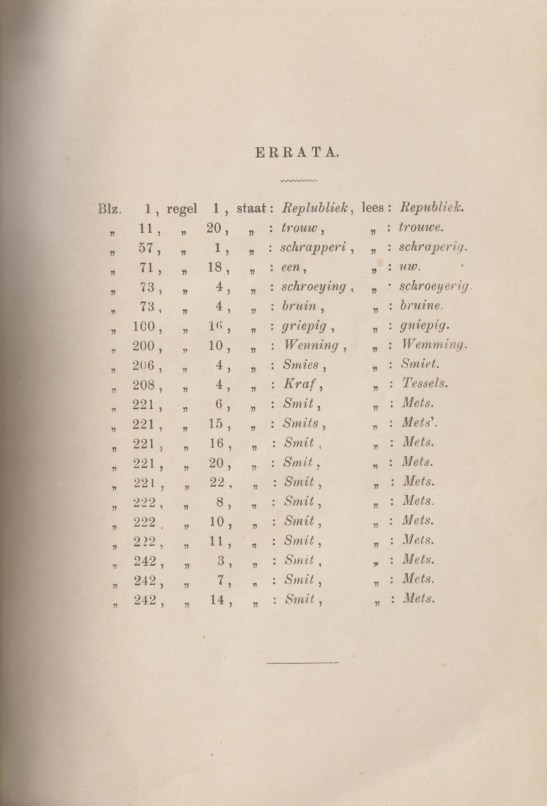 ERRATA.
Blz. 1, regel 1, staat: Replubliek, lees: Republiek.
„ 11, „ 20, „ : trouw, „ : trouwe.
„ 57, „ 1, „ : schrapperi, „ : schraperig.
„ 71, „ 18, „ : een, „ : uw.
„ 73, „ 4, „ : schroeying, „ : schroeyerig.
„ 73, „ 4, „ : bruin, „ : bruine.
„ 100, „ 16, „ : griepig, „ : gniepig.
„ 200, „ 10, „ : Wenning, „ : Wemming.
„ 206, „ 4, „ : Smies, „ : Smiet.
„ 208, „ 4, „ : Kraf, „ : Tessels.
„ 221, „ 6, „ : Smit, „ : Mets.
„ 221, „ 15, „ : Smits, „ : Mets'.
„ 221, „ 16, „ : Smit, „ : Mets.
„ 221, „ 20, „ : Smit, „ : Mets.
„ 221, „ 22, „ : Smit, „ : Mets.
„ 222, „ 8, „ : Smit, „ : Mets.
„ 222, „ 10, „ : Smit, „ : Mets.
„ 222, „ 11, „ : Smit, „ : Mets.
„ 242, „ 3, „ : Smit, „ : Mets.
„ 242, „ 7, „ : Smit, „ : Mets.
„ 242, „ 14, „ : Smit, „ : Mets.